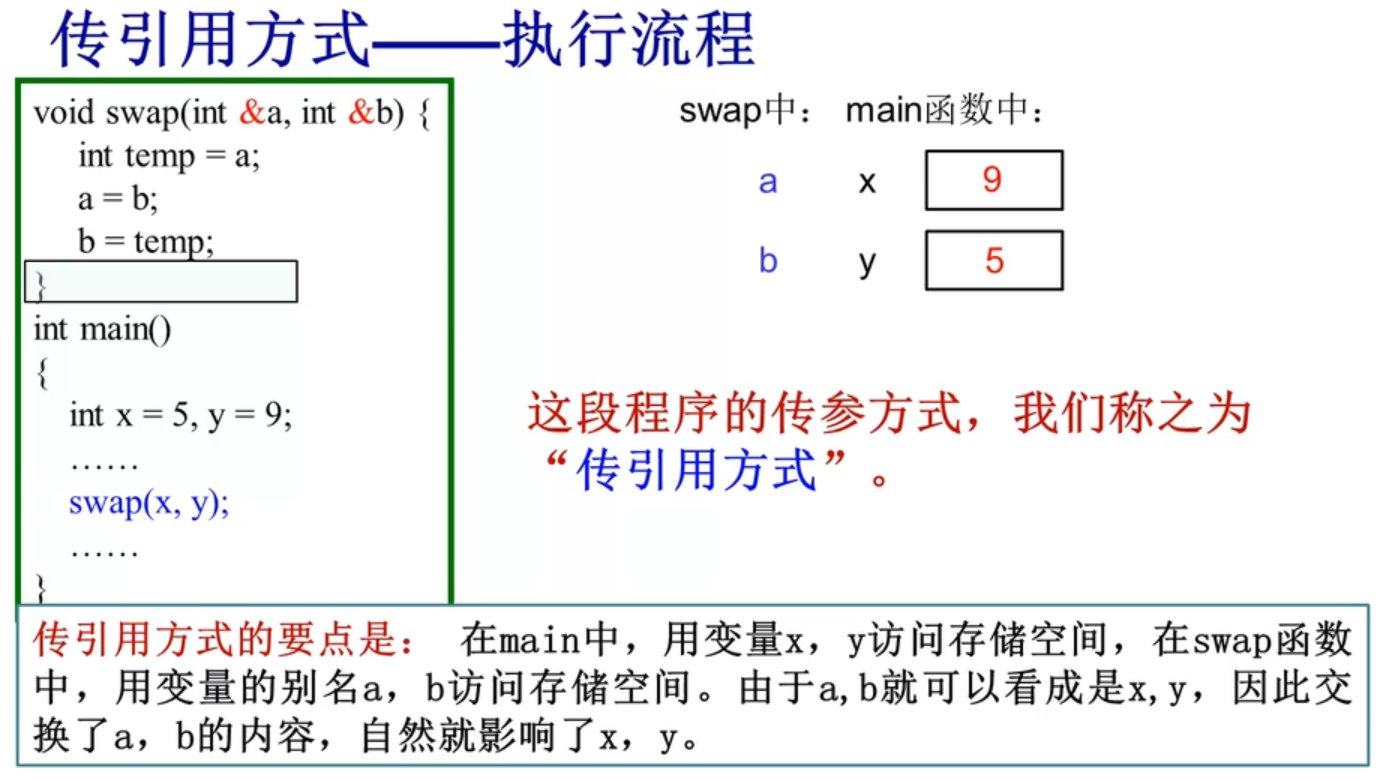 传引用方式——执行流程
void swap(int &a, int &b) {
int temp = a;
a = b;
b = temp;
}
int main()
{
int x = 5, y = 9;
……
swap(x, y);
……
}
swap中： main函数中：
a x 9
b y 5
这段程序的传参方式，我们称之为
“传引用方式”。
传引用方式的要点是： 在main中，用变量x，y访问存储空间，在swap函数
中，用变量的别名a，b访问存储空间。由于a,b就可以看成是x,y，因此交
换了a，b的内容，自然就影响了x，y。